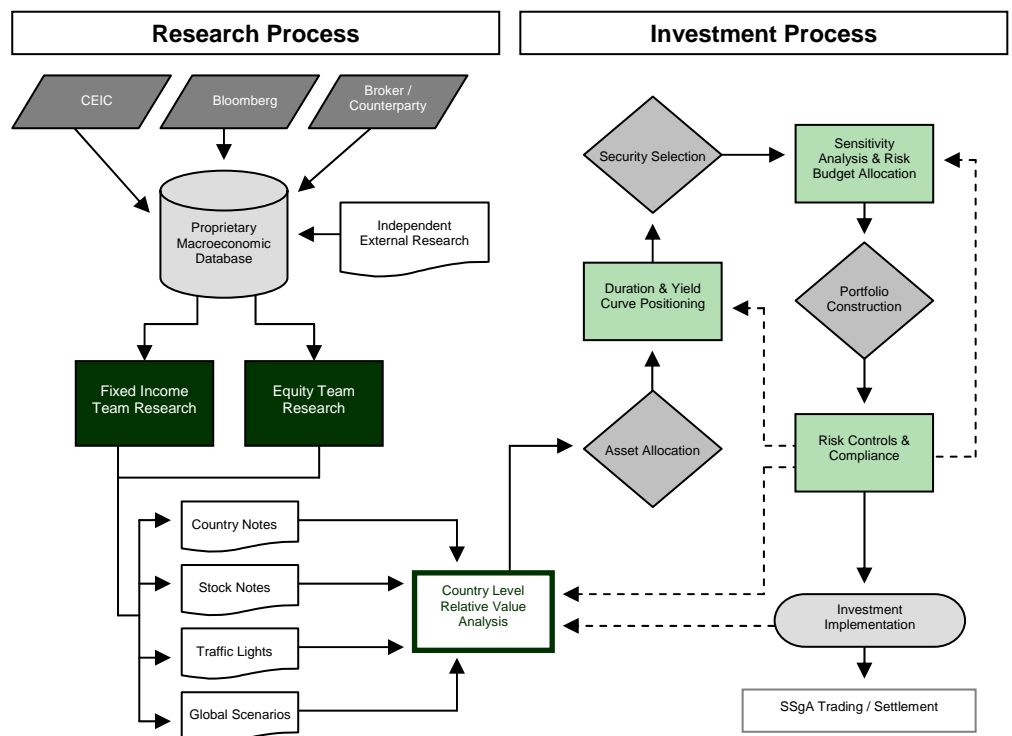 Research Process
Investment Process
CEIC
Bloomberg
Broker /
Counterparty
Proprietary
Macroeconomic
Database
Independent
External Research
Fixed Income
Team Research
Equity Team
Research
Country Notes
Stock Notes
Traffic Lights
Global Scenarios
Country Level
Relative Value
Analysis
Asset Allocation
Duration & Yield
Curve Positioning
Security Selection
Sensitivity
Analysis & Risk
Budget Allocation
Portfolio
Construction
Risk Controls &
Compliance
Investment
Implementation
SSgA Trading / Settlement